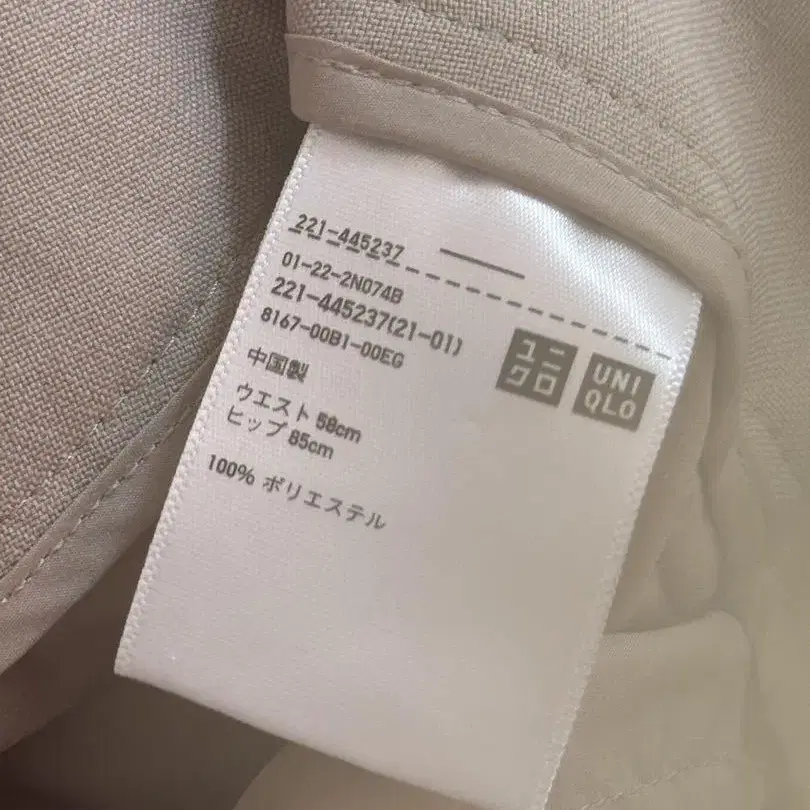 221-445237
01-22-2N074B
221-445237(21-01)
8167-00B1-00EG
中国製
ウエスト 58cm
ヒップ 85cm
100% ポリエステル
ユニ
クロ
UNI
QLO